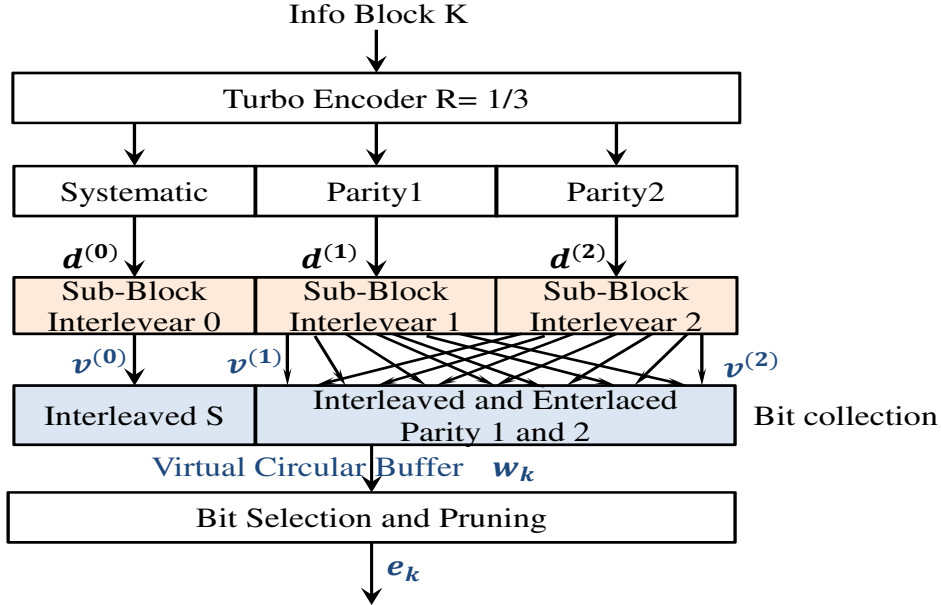 Info Block K
Turbo Encoder R= 1/3
Systematic Parity1 Parity2
d^(0) d^(1) d^(2)
Sub-Block Sub-Block Sub-Block
Interlevear 0 Interlevear 1 Interlevear 2
v^(0) v^(1) v^(2)
Interleaved S Interleaved and Enterlaced Bit collection
Parity 1 and 2
Virtual Circular Buffer w_k
Bit Selection and Pruning
e_k